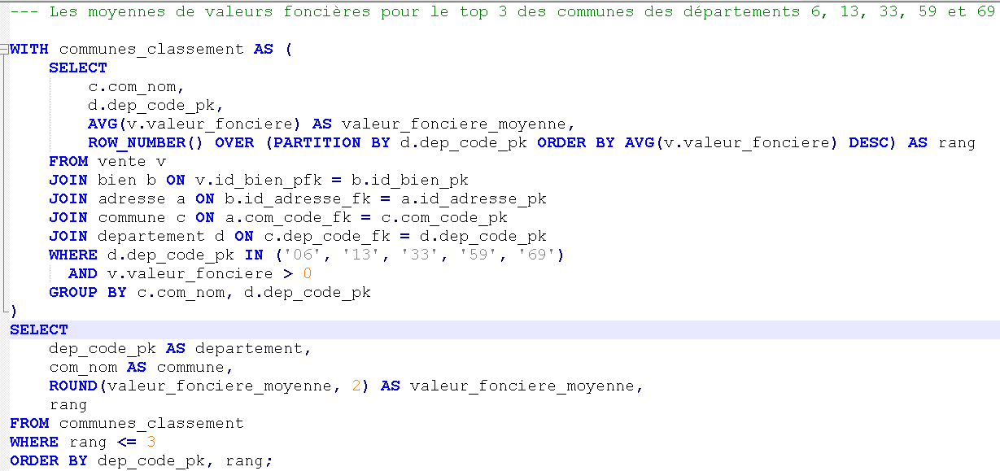 --- Les moyennes de valeurs foncières pour le top 3 des communes des départements 6, 13, 33, 59 et 69
WITH communes_classement AS (
SELECT
c.com_nom,
d.dep_code_pk,
AVG(v.valeur_fonciere) AS valeur_fonciere_moyenne,
ROW_NUMBER() OVER (PARTITION BY d.dep_code_pk ORDER BY AVG(v.valeur_fonciere) DESC) AS rang
FROM vente v
JOIN bien b ON v.id_bien_pfk = b.id_bien_pk
JOIN adresse a ON b.id_adresse_fk = a.id_adresse_pk
JOIN commune c ON a.com_code_fk = c.com_code_pk
JOIN departement d ON c.dep_code_fk = d.dep_code_pk
WHERE d.dep_code_pk IN ('06', '13', '33', '59', '69')
AND v.valeur_fonciere > 0
GROUP BY c.com_nom, d.dep_code_pk
)
SELECT
dep_code_pk AS departement,
com_nom AS commune,
ROUND(valeur_fonciere_moyenne, 2) AS valeur_fonciere_moyenne,
rang
FROM communes_classement
WHERE rang <= 3
ORDER BY dep_code_pk, rang;